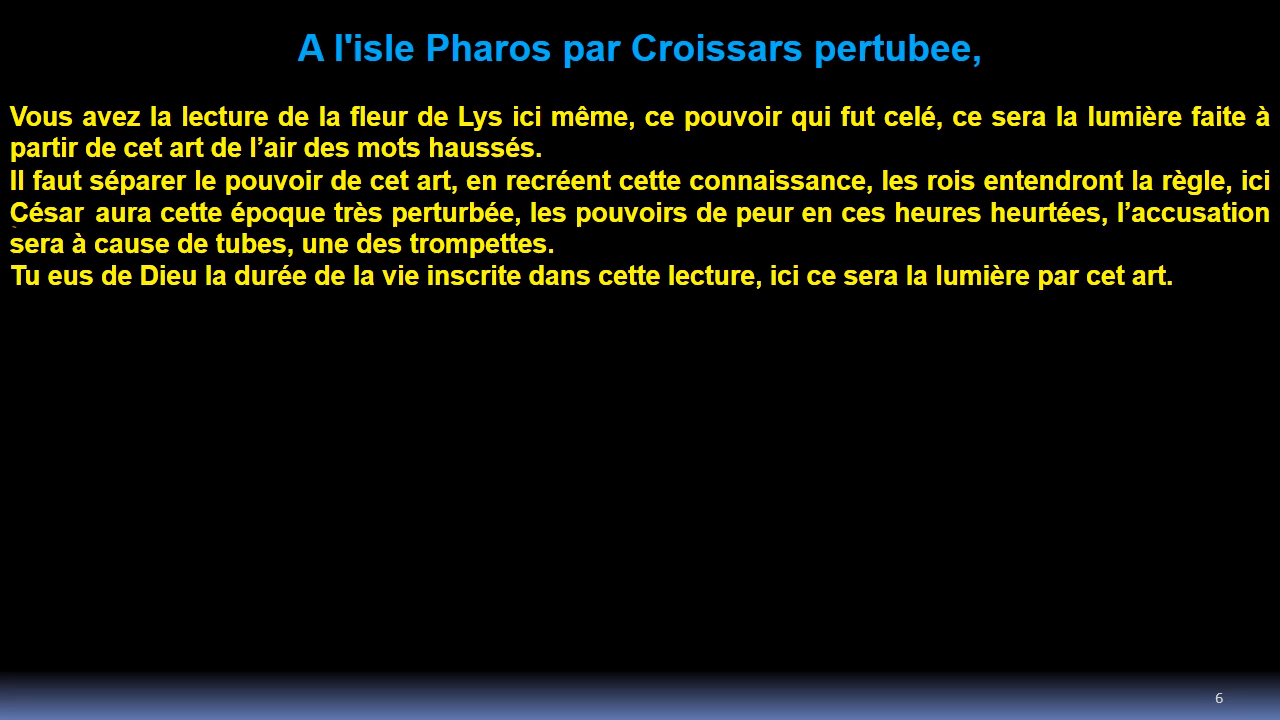 A l'isle Pharos par Croissars pertubee,
Vous avez la lecture de la fleur de Lys ici même, ce pouvoir qui fut celé, ce sera la lumière faite à
partir de cet art de l’air des mots haussés.
Il faut séparer le pouvoir de cet art, en recréent cette connaissance, les rois entendront la règle, ici
César aura cette époque très perturbée, les pouvoirs de peur en ces heures heurtées, l’accusation
sera à cause de tubes, une des trompettes.
Tu eus de Dieu la durée de la vie inscrite dans cette lecture, ici ce sera la lumière par cet art.
6